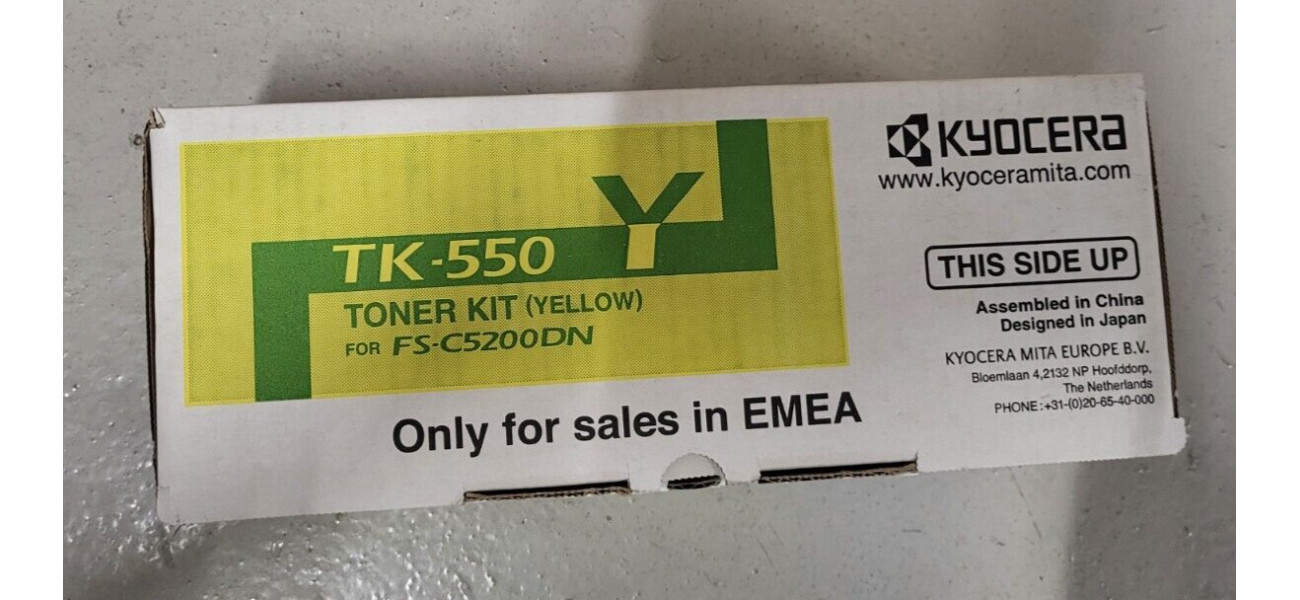 KYOCERA
www.kyoceramita.com
Y
TK-550
TONER KIT (YELLOW)
FOR FS-C5200DN
THIS SIDE UP
Assembled in China
Designed in Japan
KYOCERA MITA EUROPE B.V.
Bloemlaan 4,2132 NP Hoofddorp,
The Netherlands
PHONE:+31-(0)20-65-40-000
Only for sales in EMEA